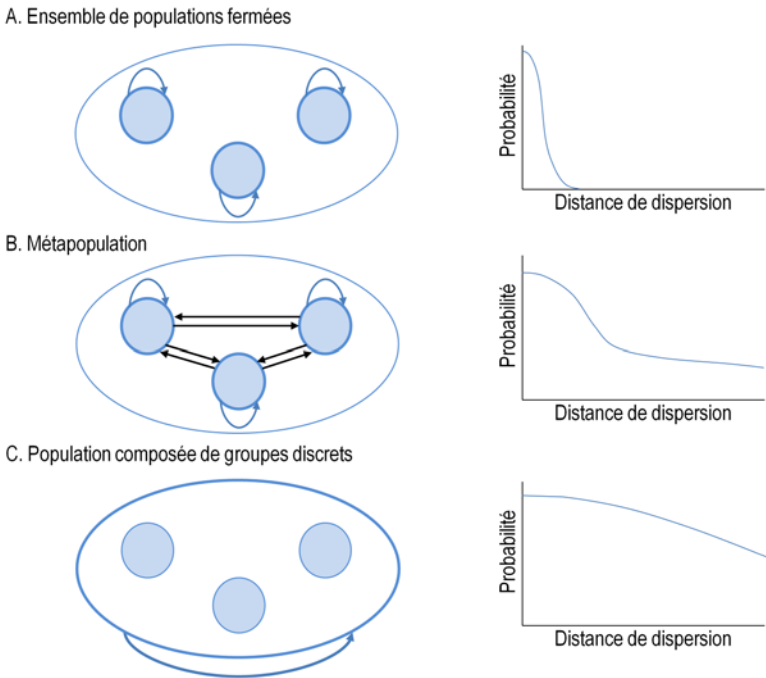 A. Ensemble de populations fermées
Probabilité
Distance de dispersion
B. Métapopulation
Probabilité
Distance de dispersion
C. Population composée de groupes discrets
Probabilité
Distance de dispersion